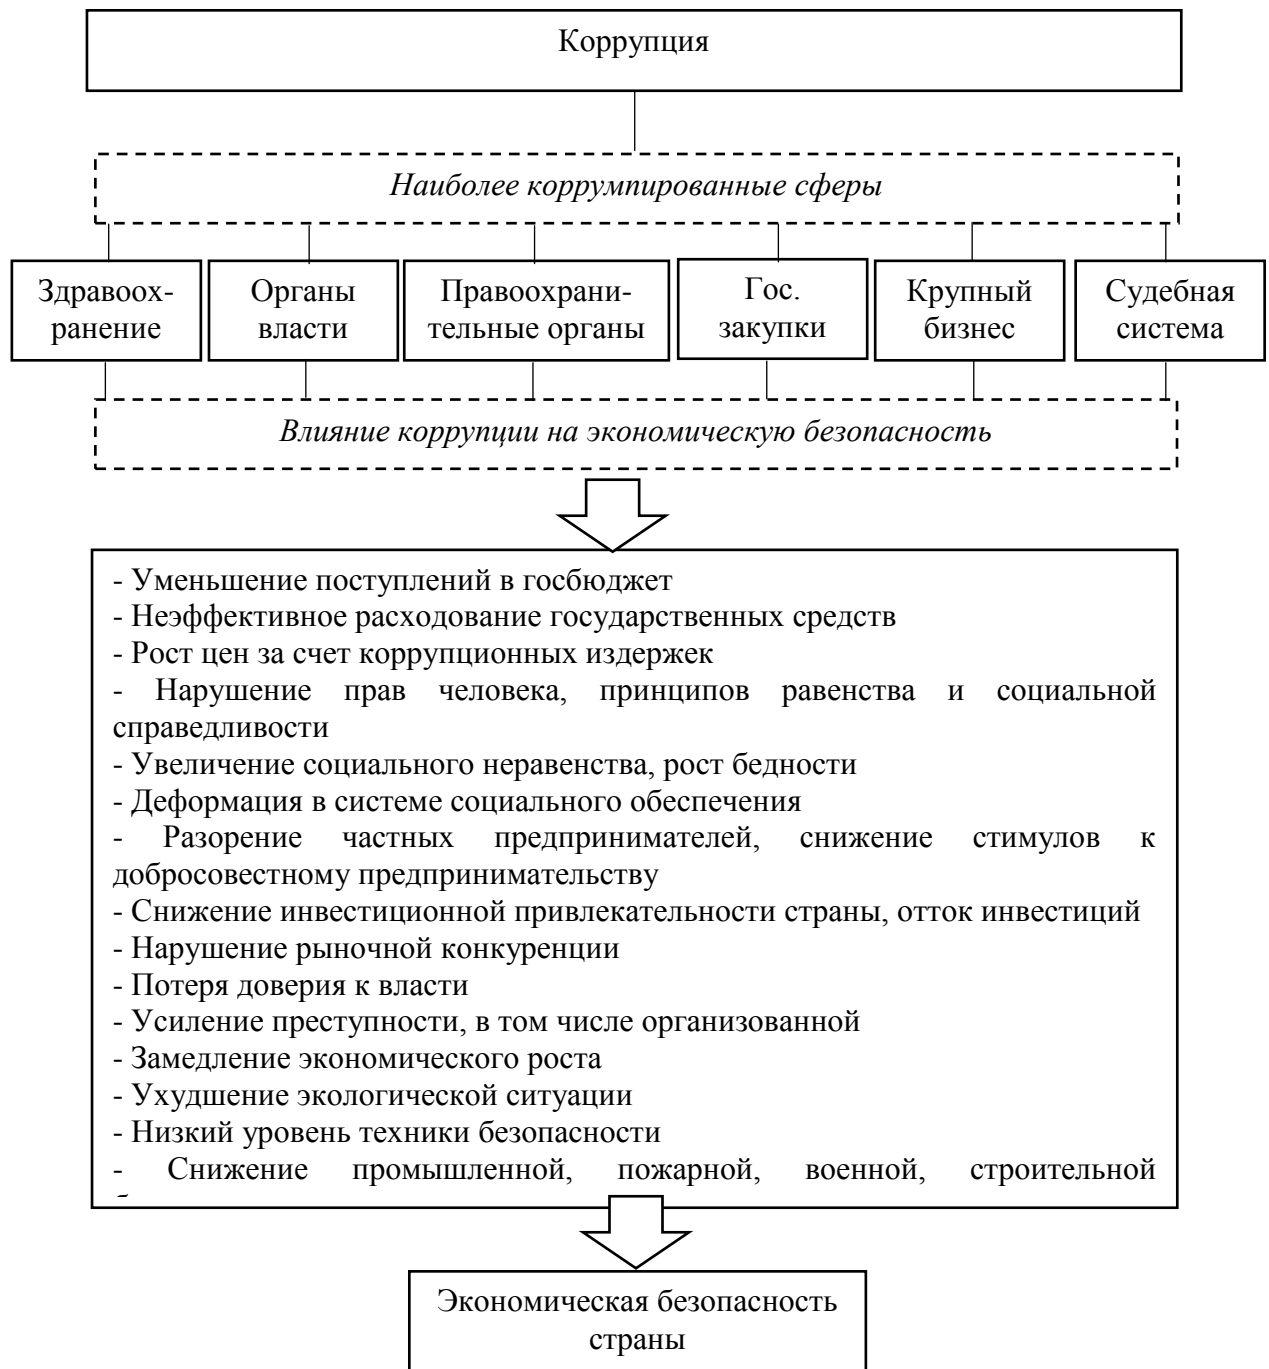 Коррупция
Наиболее коррумпированные сферы
Здравоох-
ранение
Органы
власти
Правоохрани-
тельные органы
Гос.
закупки
Крупный
бизнес
Судебная
система
Влияние коррупции на экономическую безопасность
- Уменьшение поступлений в госбюджет
- Неэффективное расходование государственных средств
- Рост цен за счет коррупционных издержек
- Нарушение прав человека, принципов равенства и социальной
справедливости
- Увеличение социального неравенства, рост бедности
- Деформация в системе социального обеспечения
- Разорение частных предпринимателей, снижение стимулов к
добросовестному предпринимательству
- Снижение инвестиционной привлекательности страны, отток инвестиций
- Нарушение рыночной конкуренции
- Потеря доверия к власти
- Усиление преступности, в том числе организованной
- Замедление экономического роста
- Ухудшение экологической ситуации
- Низкий уровень техники безопасности
- Снижение промышленной, пожарной, военной, строительной
Экономическая безопасность
страны